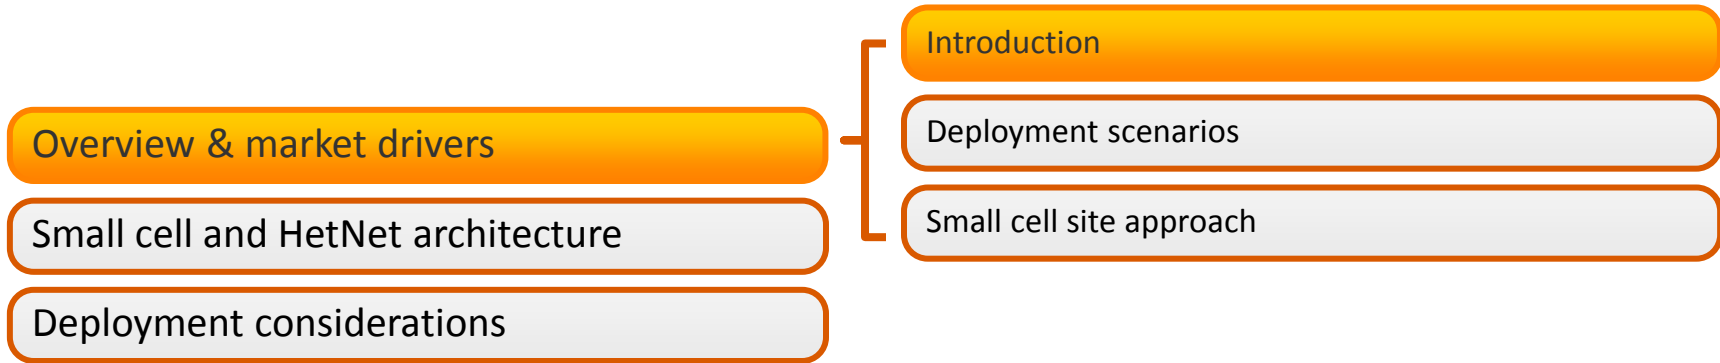 Overview & market drivers
Small cell and HetNet architecture
Deployment considerations
Introduction
Deployment scenarios
Small cell site approach